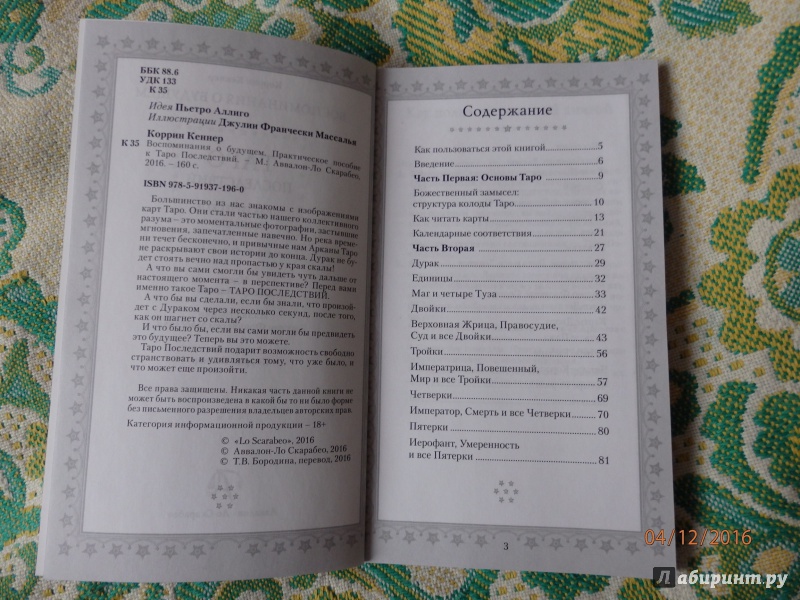 ББК 88.6
УДК 133
К 35
Идея Пьетро Аллиго
Иллюстрации Джулии Франчески Массалья
Коррин Кеннер
К 35 Воспоминания о будущем. Практическое пособие
к Таро Последствий. – М.: Аввалон-Ло Скарабео,
2016. – 160 с.
ISBN 978-5-91937-196-0
Большинство из нас знакомы с изображениями
карт Таро. Они стали частью нашего коллективного
разума – это моментальные фотографии, застывшие
мгновения, запечатленные навечно. Но река време-
ни течет бесконечно, и привычные нам Арканы Таро
не раскрывают свои истории до конца. Дурак не бу-
дет стоять вечно над пропастью у края скалы!
А что вы сами смогли бы увидеть чуть дальше от
настоящего момента – в перспективе? Перед вами
именно такое Таро – ТАРО ПОСЛЕДСТВИЙ.
А что бы вы сделали, если бы знали, что произой-
дет с Дураком через несколько секунд, после того,
как он шагнет со скалы?
И что было бы, если вы сами могли бы предвидеть
это будущее? Теперь вы это можете.
Таро Последствий подарит возможность свободно
странствовать и удивляться тому, что уже было, и
что может еще произойти.
Все права защищены. Никакая часть данной книги не
может быть воспроизведена в какой бы то ни было форме
без письменного разрешения владельцев авторских прав.
Категория информационной продукции – 18+
© «Lo Scarabeo», 2016
© Аввалон-Ло Скарабео, 2016
© Т.В. Бородина, перевод, 2016
Содержание
Как пользоваться этой книгой 5
Введение 6
Часть Первая: Основы Таро 9
Божественный замысел:
структура колоды Таро 10
Как читать карты 13
Календарные соответствия 21
Часть Вторая 27
Дурак 29
Единицы 32
Маг и четыре Туза 33
Двойки 42
Верховная Жрица, Правосудие,
Суд и все Двойки 43
Тройки 56
Императрица, Повешенный,
Мир и все Тройки 57
Четверки 69
Император, Смерть и все Четверки 70
Пятерки 80
Иерофант, Умеренность
и все Пятерки 81
3
04/12/2016
Лабиринт.ру